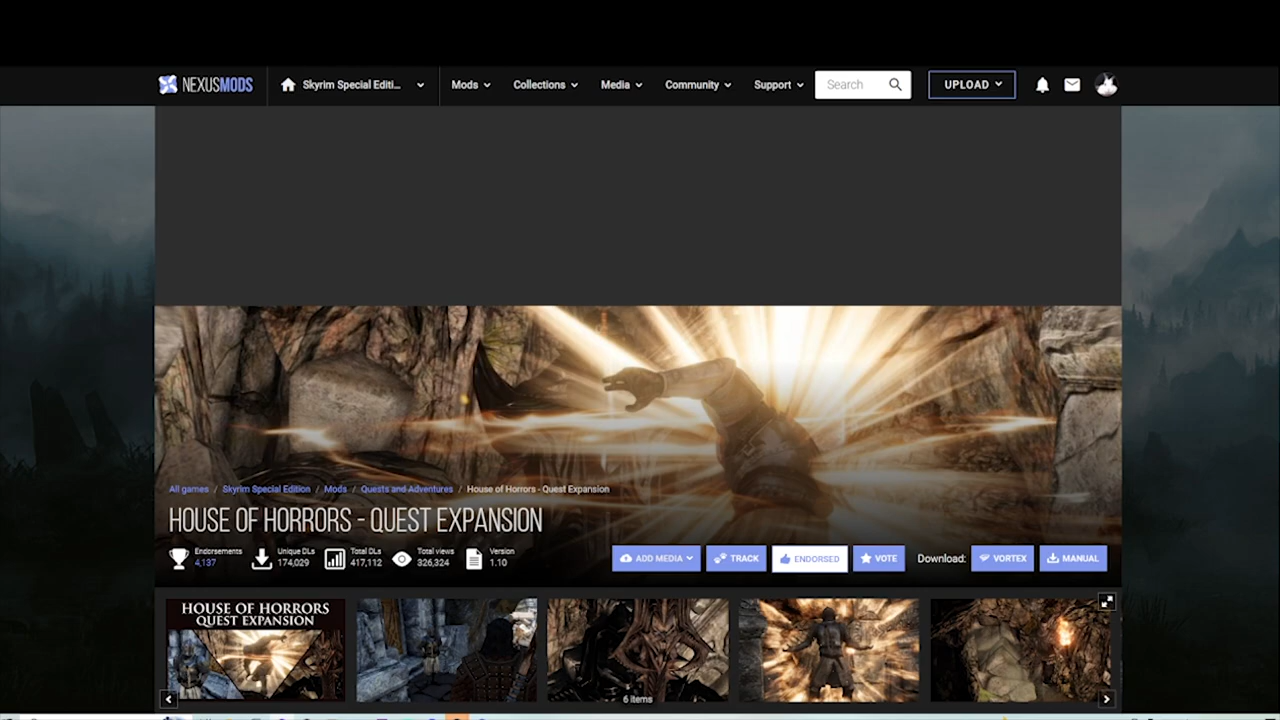 NEXUSMODS
Skyrim Special Editi...
Mods
Collections
Media
Community
Support
Search
UPLOAD
All games / Skyrim Special Edition / Mods / Quests and Adventures / House of Horrors - Quest Expansion
HOUSE OF HORRORS - QUEST EXPANSION
Endorsements
4,137
Unique DLs
174,029
Total DLs
417,112
Total views
326,324
Version
1.10
ADD MEDIA
TRACK
ENDORSED
VOTE
Download:
VORTEX
MANUAL
HOUSE OF HORRORS
QUEST EXPANSION
6 items